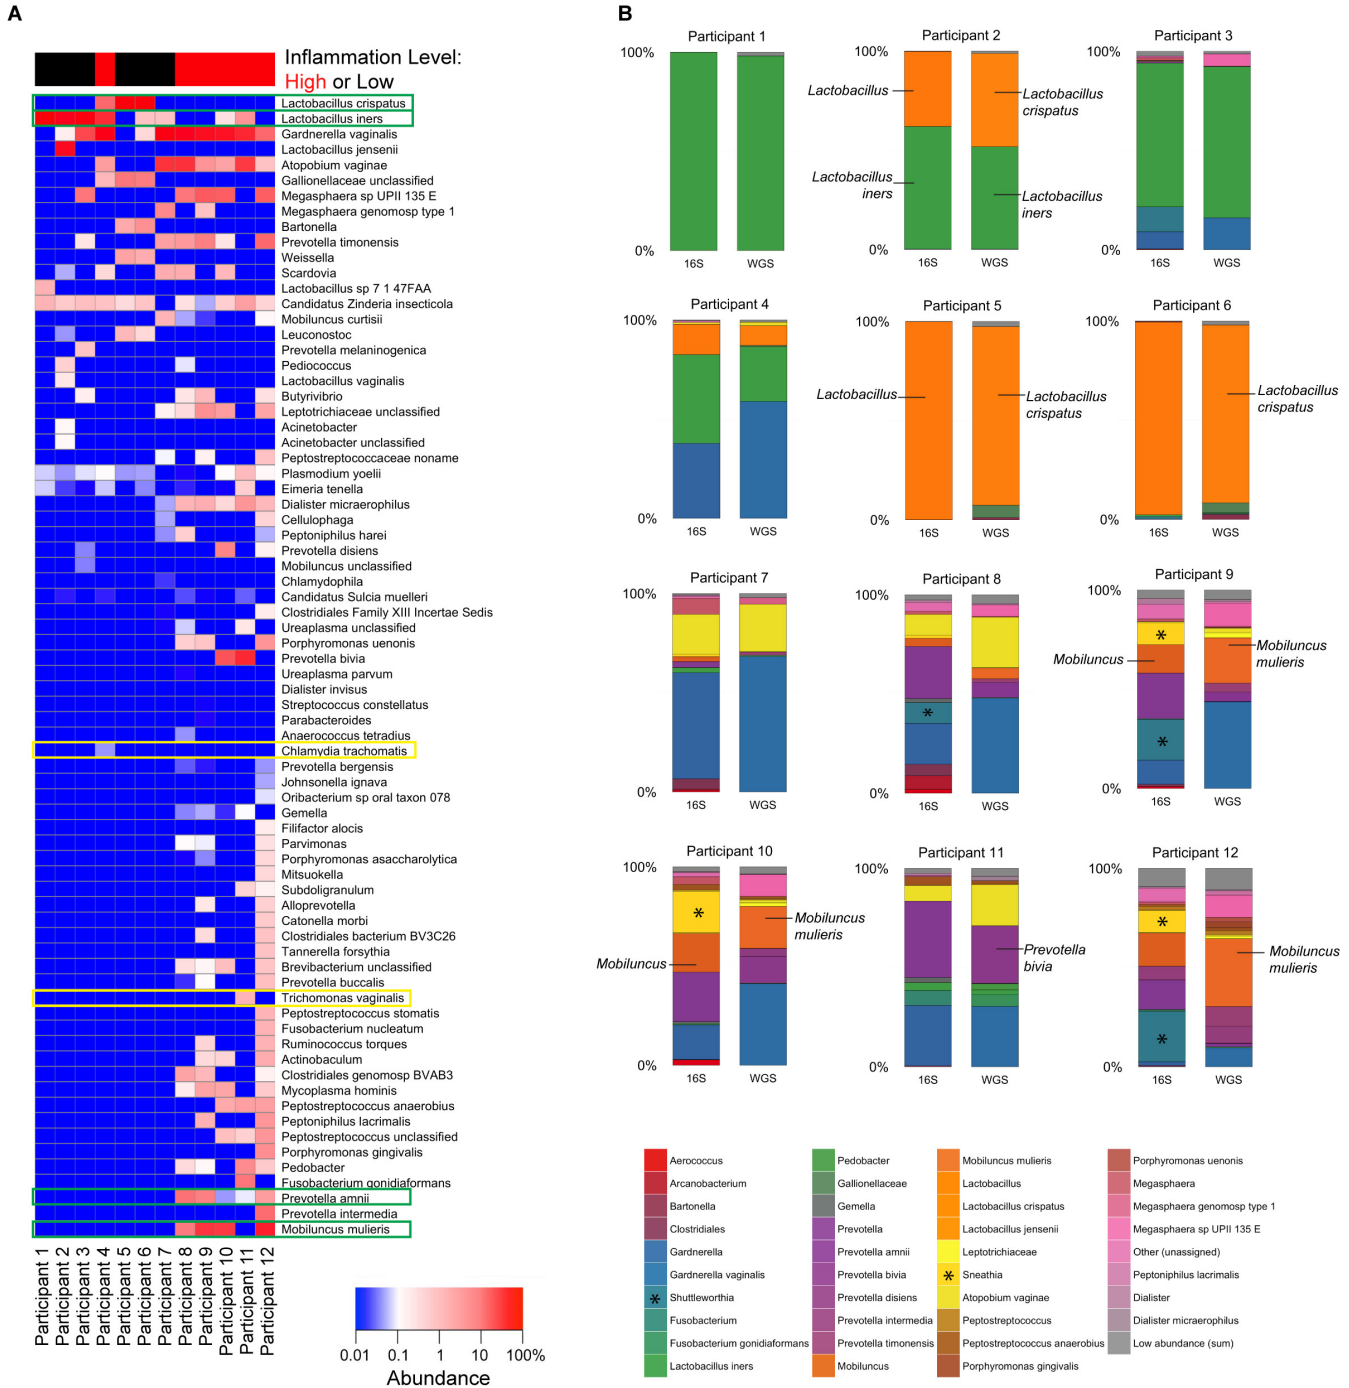 A
Inflammation Level:
High or Low
Lactobacillus crispatus
Lactobacillus iners
Gardnerella vaginalis
Lactobacillus jensenii
Atopobium vaginae
Gallionellaceae unclassified
Megasphaera sp UPII 135 E
Megasphaera genomosp type 1
Bartonella
Prevotella timonensis
Weissella
Scardovia
Lactobacillus sp 7 1 47FAA
Candidatus Zinderia insecticola
Mobiluncus curtisii
Leuconostoc
Prevotella melaninogenica
Pediococcus
Lactobacillus vaginalis
Butyrivibrio
Leptotrichiaceae unclassified
Acinetobacter
Acinetobacter unclassified
Peptostreptococcaceae noname
Plasmodium yoelii
Eimeria tenella
Dialister micraerophilus
Cellulophaga
Peptoniphilus harei
Prevotella disiens
Mobiluncus unclassified
Chlamydophila
Candidatus Sulcia muelleri
Clostridiales Family XIII Incertae Sedis
Ureaplasma unclassified
Porphyromonas uenonis
Prevotella bivia
Ureaplasma parvum
Dialister invisus
Streptococcus constellatus
Parabacteroides
Anaerococcus tetradius
Chlamydia trachomatis
Prevotella bergensis
Johnsonella ignava
Oribacterium sp oral taxon 078
Gemella
Filifactor alocis
Parvimonas
Porphyromonas asaccharolytica
Mitsuokella
Subdoligranulum
Alloprevotella
Catonella morbi
Clostridiales bacterium BV3C26
Tannerella forsythia
Brevibacterium unclassified
Prevotella buccalis
Trichomonas vaginalis
Peptostreptococcus stomatis
Fusobacterium nucleatum
Ruminococcus torques
Actinobaculum
Clostridiales genomosp BVAB3
Mycoplasma hominis
Peptostreptococcus anaerobius
Peptoniphilus lacrimalis
Peptostreptococcus unclassified
Porphyromonas gingivalis
Pedobacter
Fusobacterium gonidiaformans
Prevotella amnii
Prevotella intermedia
Mobiluncus mulieris
Participant 1
Participant 2
Participant 3
Participant 4
Participant 5
Participant 6
Participant 7
Participant 8
Participant 9
Participant 10
Participant 11
Participant 12
0.01 0.1 1 10 100%
Abundance
B
Participant 1
100%
0%
16S WGS
Participant 2
100%
0%
Lactobacillus
Lactobacillus
iners
Lactobacillus
crispatus
Lactobacillus
iners
16S WGS
Participant 3
100%
0%
16S WGS
Participant 4
100%
0%
16S WGS
Participant 5
100%
0%
Lactobacillus
Lactobacillus
crispatus
16S WGS
Participant 6
100%
0%
Lactobacillus
crispatus
16S WGS
Participant 7
100%
0%
16S WGS
Participant 8
100%
0%
*
16S WGS
Participant 9
100%
0%
*
*
Mobiluncus
Mobiluncus
mulieris
16S WGS
Participant 10
100%
0%
*
Mobiluncus
Mobiluncus
mulieris
16S WGS
Participant 11
100%
0%
Prevotella
bivia
16S WGS
Participant 12
100%
0%
*
*
Mobiluncus
mulieris
16S WGS
Aerococcus
Arcanobacterium
Bartonella
Clostridiales
Gardnerella
Gardnerella vaginalis
* Shuttleworthia
Fusobacterium
Fusobacterium gonidiaformans
Lactobacillus iners
Pedobacter
Gallionellaceae
Gemella
Prevotella
Prevotella amnii
Prevotella bivia
Prevotella disiens
Prevotella intermedia
Prevotella timonensis
Mobiluncus
Mobiluncus mulieris
Lactobacillus
Lactobacillus crispatus
Lactobacillus jensenii
Leptotrichiaceae
* Sneathia
Atopobium vaginae
Peptostreptococcus
Peptostreptococcus anaerobius
Porphyromonas gingivalis
Porphyromonas uenonis
Megasphaera
Megasphaera genomosp type 1
Megasphaera sp UPII 135 E
Other (unassigned)
Peptoniphilus lacrimalis
Dialister
Dialister micraerophilus
Low abundance (sum)